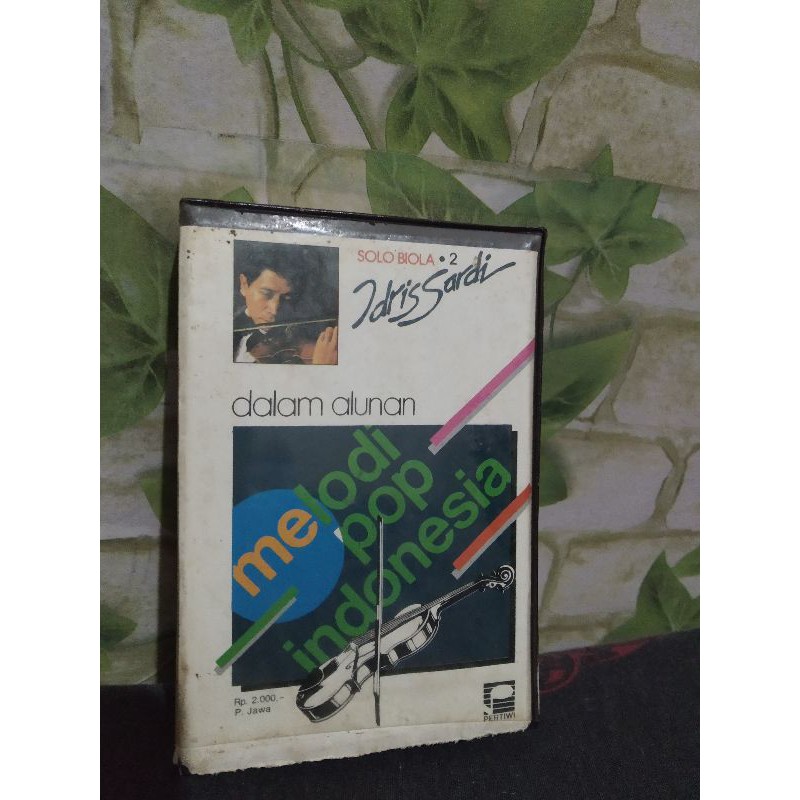 SOLO BIOLA • 2
Idris Sardi
dalam alunan
melodi
pop
indonesia
Rp. 2.000,-
P. Jawa
PERTIWI